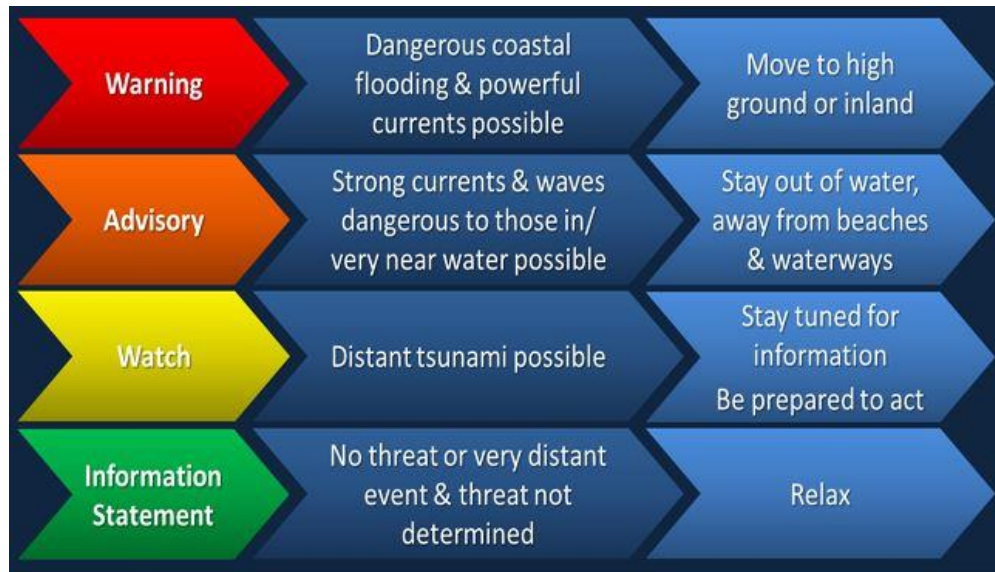 Warning
Dangerous coastal
flooding & powerful
currents possible
Move to high
ground or inland
Advisory
Strong currents & waves
dangerous to those in/
very near water possible
Stay out of water,
away from beaches
& waterways
Watch
Distant tsunami possible
Stay tuned for
information
Be prepared to act
Information
Statement
No threat or very distant
event & threat not
determined
Relax